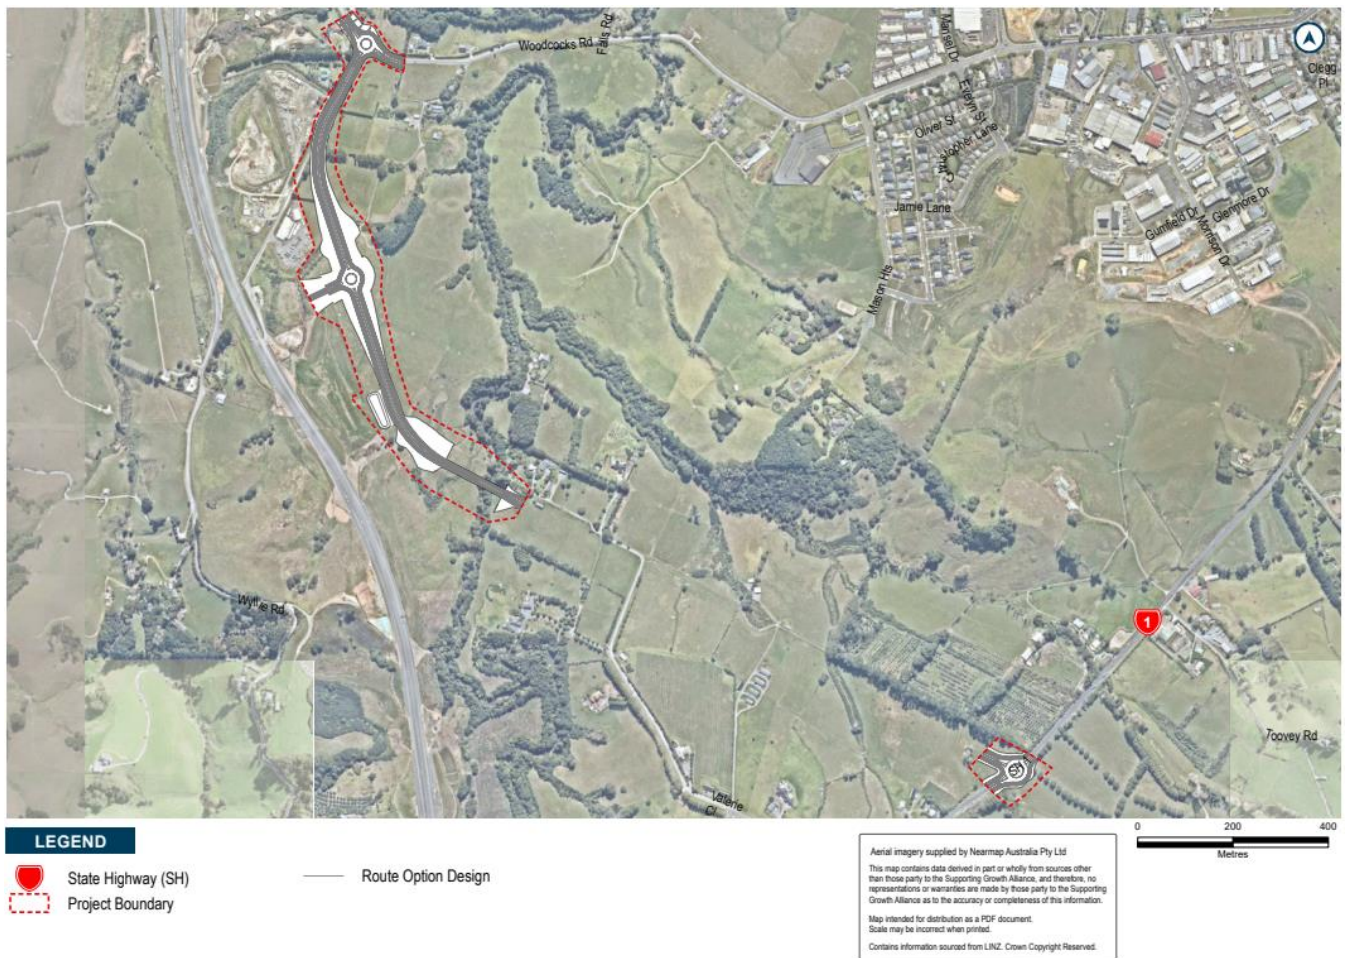 Woodcocks Rd
Falls Rd
Mansel Dr
Clegg
Pl
Evelyn St
Oliver St
Christopher Lane
Jamie Lane
Gumfield Dr
Glenmore Dr
Morrison Dr
Mason Hts
Wyllie Rd
1
Toovey Rd
Valerie
Cl
LEGEND
State Highway (SH)
Project Boundary
Route Option Design
Aerial imagery supplied by Nearmap Australia Pty Ltd
This map contains data derived in part or wholly from sources other
than those party to the Supporting Growth Alliance, and therefore, no
representations or warranties are made by those party to the Supporting
Growth Alliance as to the accuracy or completeness of this information.
Map intended for distribution as a PDF document.
Scale may be incorrect when printed.
Contains information sourced from LINZ. Crown Copyright Reserved.
0 200 400
Metres